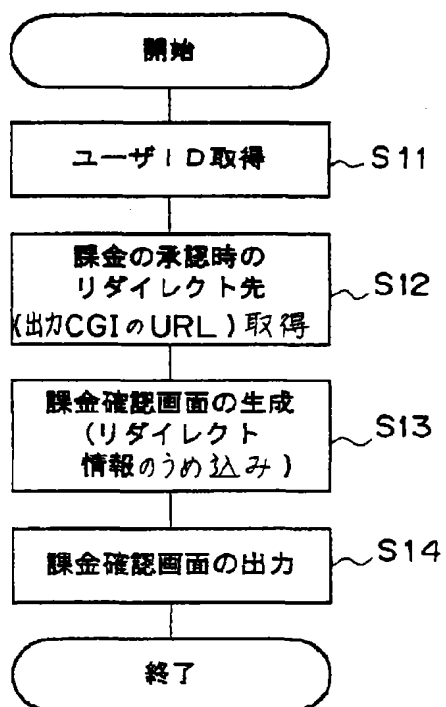 開始
ユーザID取得
S11
課金の承認時の
リダイレクト先
(出力CGIのURL)取得
S12
課金確認画面の生成
(リダイレクト
情報のうめ込み)
S13
課金確認画面の出力
S14
終了